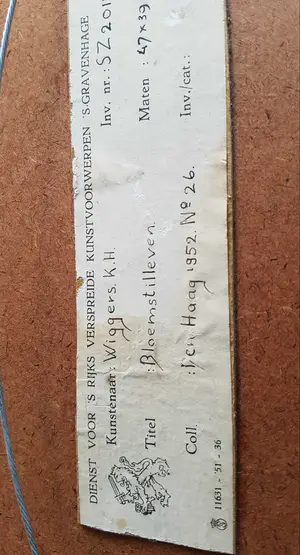 DIENST VOOR 'S RIJKS VERSPREIDE KUNSTVOORWERPEN 'S-GRAVENHAGE
Kunstenaar: Wiggers. K.H. Inv. nr.: SZ 201
Titel : Bloemstilleven. Maten : 47 x 39
Coll. : Den Haag 1952. No 26. Inv./cat.:
11631 - '51 - 36